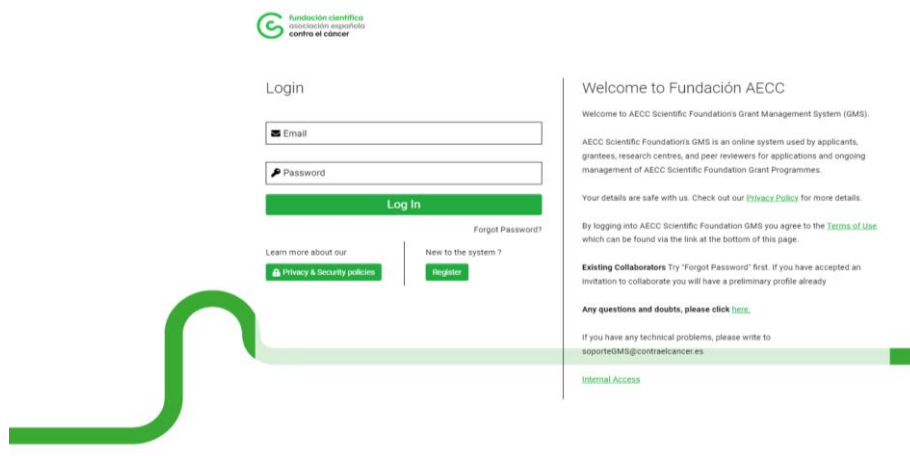 fundación científica
asociación española
contra el cáncer
Login
Email
Password
Log In
Forgot Password?
Learn more about our
Privacy & Security policies
New to the system ?
Register
Welcome to Fundación AECC
Welcome to AECC Scientific Foundation's Grant Management System (GMS).
AECC Scientific Foundation's GMS is an online system used by applicants,
grantees, research centres, and peer reviewers for applications and ongoing
management of AECC Scientific Foundation Grant Programmes.
Your details are safe with us. Check out our Privacy Policy for more details.
By logging into AECC Scientific Foundation GMS you agree to the Terms of Use
which can be found via the link at the bottom of this page.
Existing Collaborators Try "Forgot Password" first. If you have accepted an
invitation to collaborate you will have a preliminary profile already
Any questions and doubts, please click here.
If you have any technical problems, please write to
soporteGMS@contraelcancer.es
Internal Access